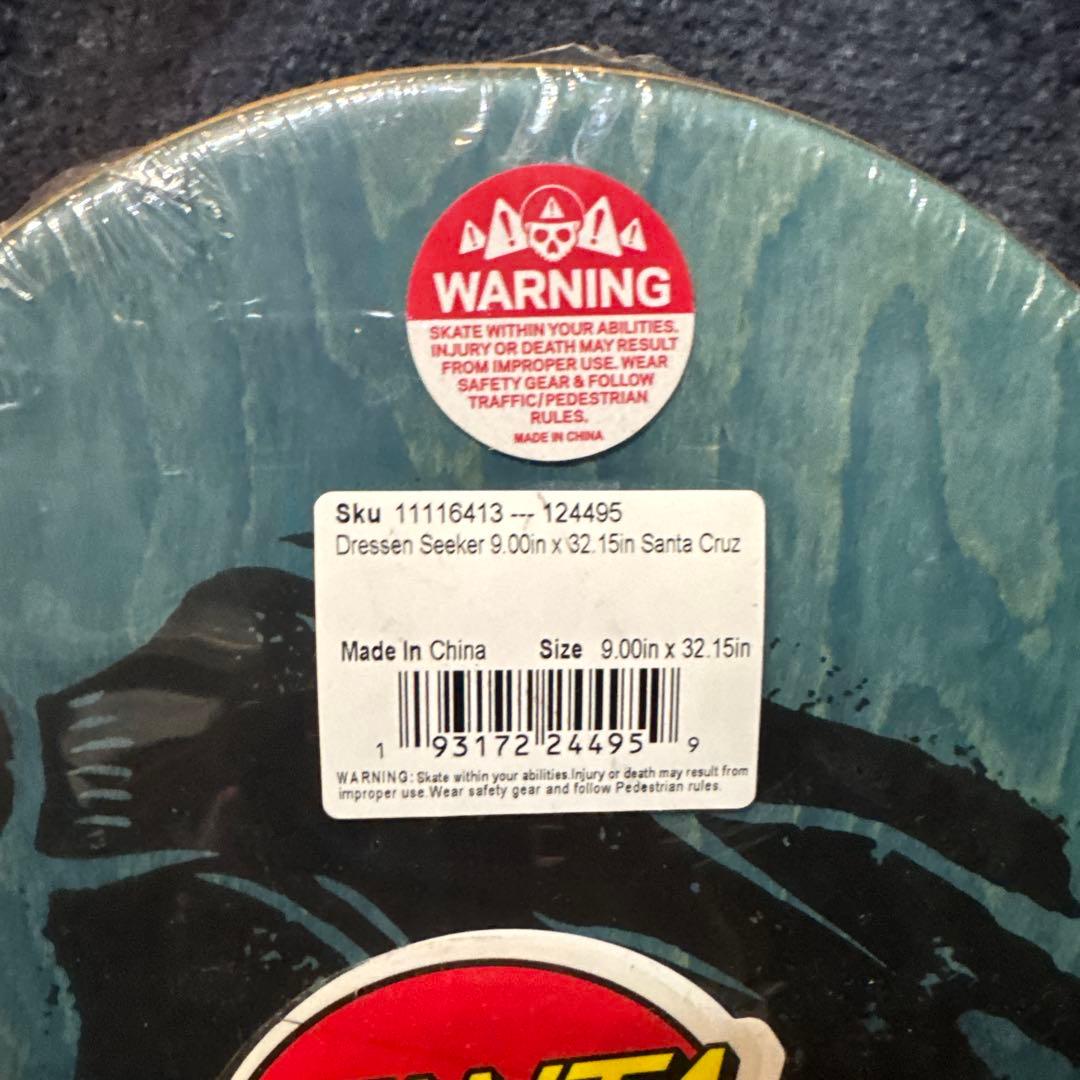 WARNING
SKATE WITHIN YOUR ABILITIES.
INJURY OR DEATH MAY RESULT
FROM IMPROPER USE. WEAR
SAFETY GEAR & FOLLOW
TRAFFIC/PEDESTRIAN
RULES.
MADE IN CHINA
Sku 11116413 --- 124495
Dressen Seeker 9.00in x 32.15in Santa Cruz
Made In China Size 9.00in x 32.15in
1 93172 24495 9
WARNING: Skate within your abilities.Injury or death may result from
improper use.Wear safety gear and follow Pedestrian rules.